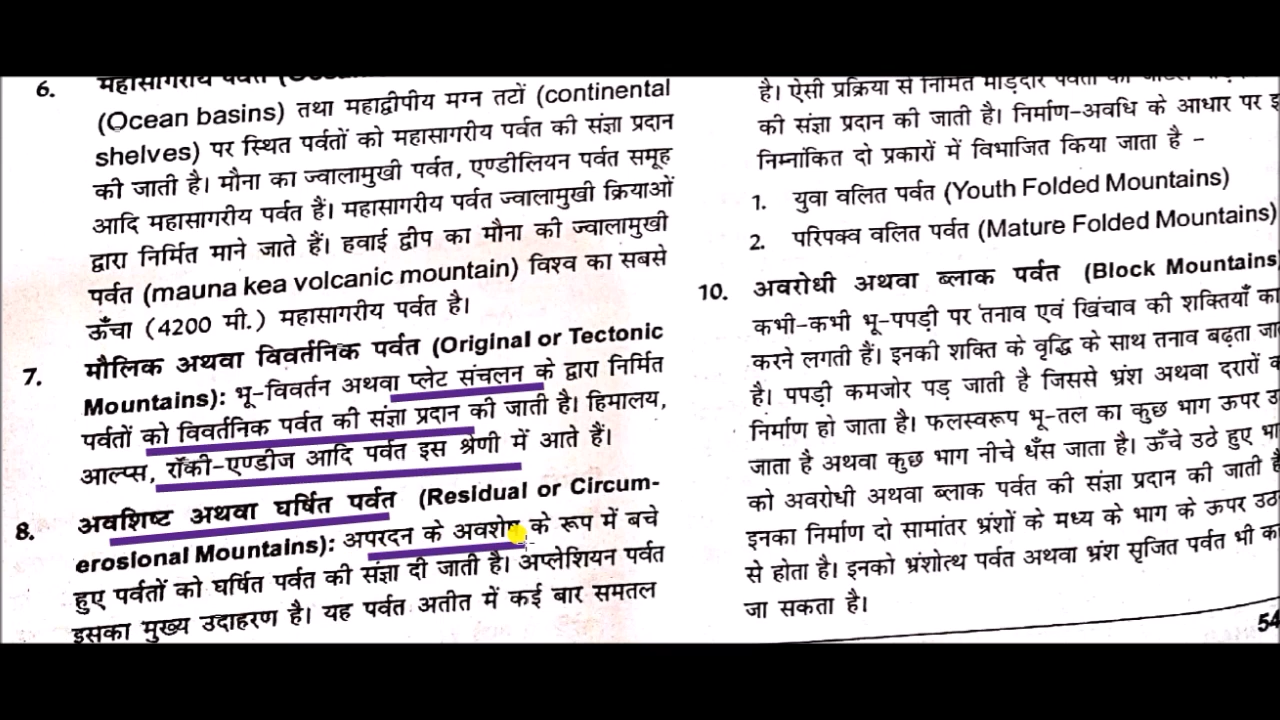 6. महासागरीय पर्वत
(Ocean basins) तथा महाद्वीपीय मग्न तटों (continental
shelves) पर स्थित पर्वतों को महासागरीय पर्वत की संज्ञा प्रदान
की जाती है। मौना का ज्वालामुखी पर्वत, एण्डीलियन पर्वत समूह
आदि महासागरीय पर्वत हैं। महासागरीय पर्वत ज्वालामुखी क्रियाओं
द्वारा निर्मित माने जाते हैं। हवाई द्वीप का मौना की ज्वालामुखी
पर्वत (mauna kea volcanic mountain) विश्व का सबसे
ऊँचा (4200 मी.) महासागरीय पर्वत है।
7. मौलिक अथवा विवर्तनिक पर्वत (Original or Tectonic
Mountains): भू-विवर्तन अथवा प्लेट संचलन के द्वारा निर्मित
पर्वतों को विवर्तनिक पर्वत की संज्ञा प्रदान की जाती है। हिमालय,
आल्प्स, रॉकी-एण्डीज आदि पर्वत इस श्रेणी में आते हैं।
8. अवशिष्ट अथवा घर्षित पर्वत (Residual or Circum-
erosional Mountains): अपरदन के अवशेष के रूप में बचे
हुए पर्वतों को घर्षित पर्वत की संज्ञा दी जाती है। अप्लेशियन पर्वत
इसका मुख्य उदाहरण है। यह पर्वत अतीत में कई बार समतल
है। ऐसी प्रक्रिया से निर्मित मोड़दार पर्वतों को
की संज्ञा प्रदान की जाती है। निर्माण-अवधि के आधार पर
निम्नांकित दो प्रकारों में विभाजित किया जाता है -
1. युवा वलित पर्वत (Youth Folded Mountains)
2. परिपक्व वलित पर्वत (Mature Folded Mountains)
10. अवरोधी अथवा ब्लाक पर्वत (Block Mountains
कभी-कभी भू-पपड़ी पर तनाव एवं खिंचाव की शक्तियाँ का
करने लगती हैं। इनकी शक्ति के वृद्धि के साथ तनाव बढ़ता जा
है। पपड़ी कमजोर पड़ जाती है जिससे भ्रंश अथवा दरारों
निर्माण हो जाता है। फलस्वरूप भू-तल का कुछ भाग ऊपर उ
जाता है अथवा कुछ भाग नीचे धँस जाता है। ऊँचे उठे हुए भा
को अवरोधी अथवा ब्लाक पर्वत की संज्ञा प्रदान की जाती है
इनका निर्माण दो सामांतर भ्रंशों के मध्य के भाग के ऊपर उठ
से होता है। इनको भ्रंशोत्थ पर्वत अथवा भ्रंश सृजित पर्वत भी क
जा सकता है।
54